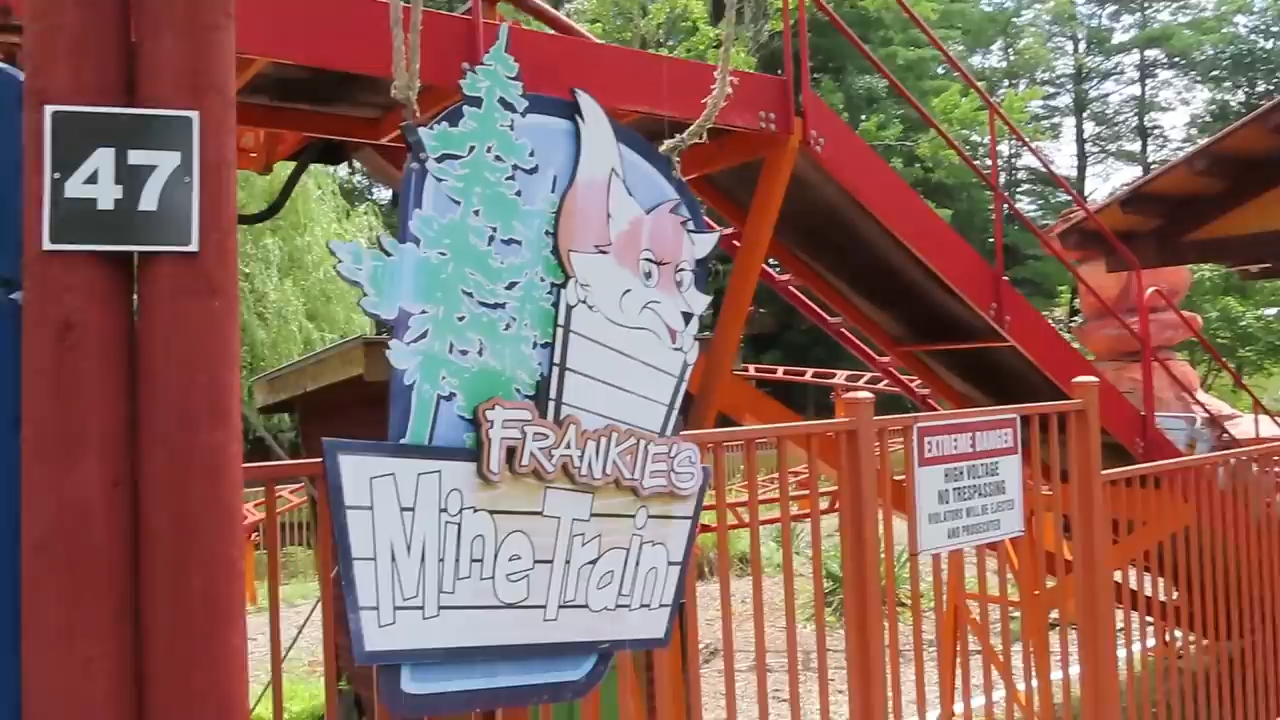 47
FRANKIE'S
Mine Train
EXTREME DANGER
HIGH VOLTAGE
NO TRESPASSING
VIOLATORS WILL BE EJECTED
AND PROSECUTED